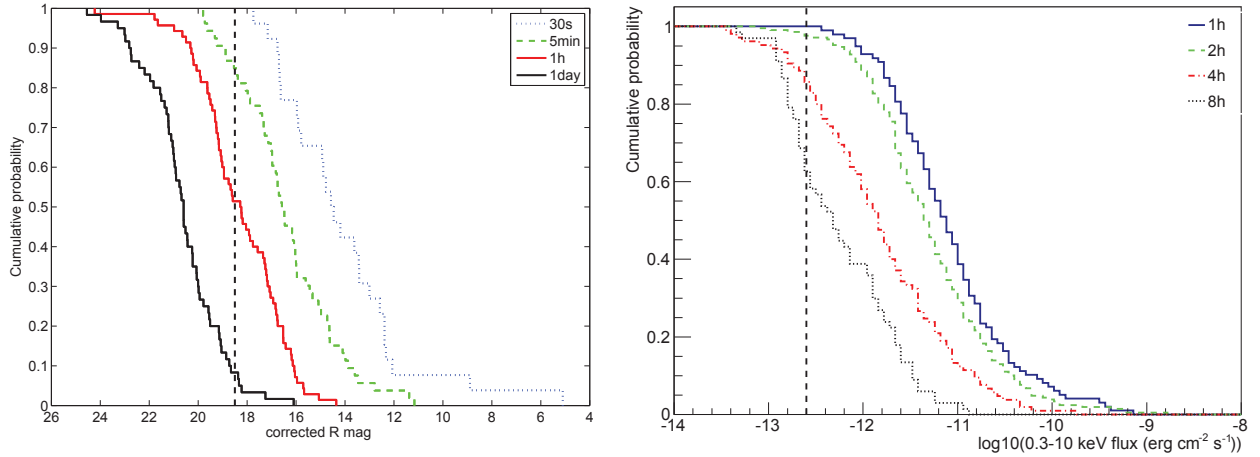 Cumulative probability
1
0.9
0.8
0.7
0.6
0.5
0.4
0.3
0.2
0.1
0
26 24 22 20 18 16 14 12 10 8 6 4
corrected R mag
30s
5min
1h
1day
Cumulative probability
1
0.8
0.6
0.4
0.2
0
-14 -13 -12 -11 -10 -9 -8
log10(0.3-10 keV flux (erg cm⁻² s⁻¹))
1h
2h
4h
8h